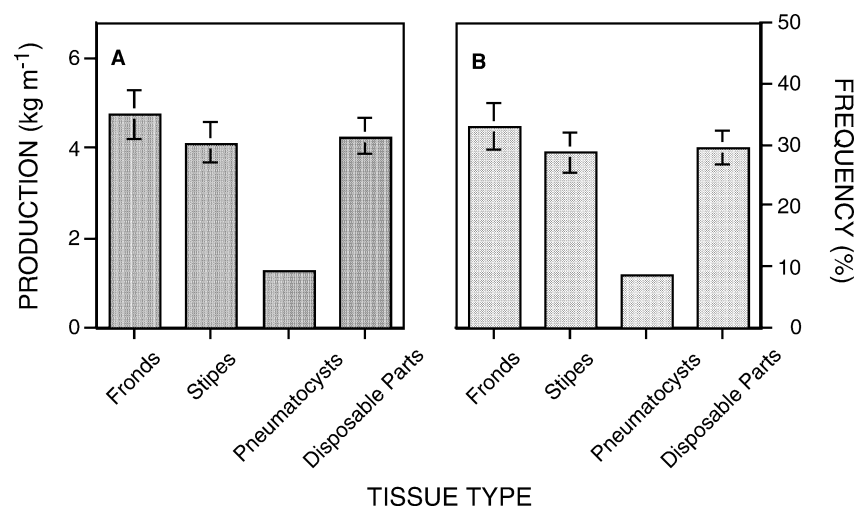 PRODUCTION (kg m-1)
6
4
2
0
A
Fronds
Stipes
Pneumatocysts
Disposable Parts
B
Fronds
Stipes
Pneumatocysts
Disposable Parts
50
40
30
20
10
0
FREQUENCY (%)
TISSUE TYPE